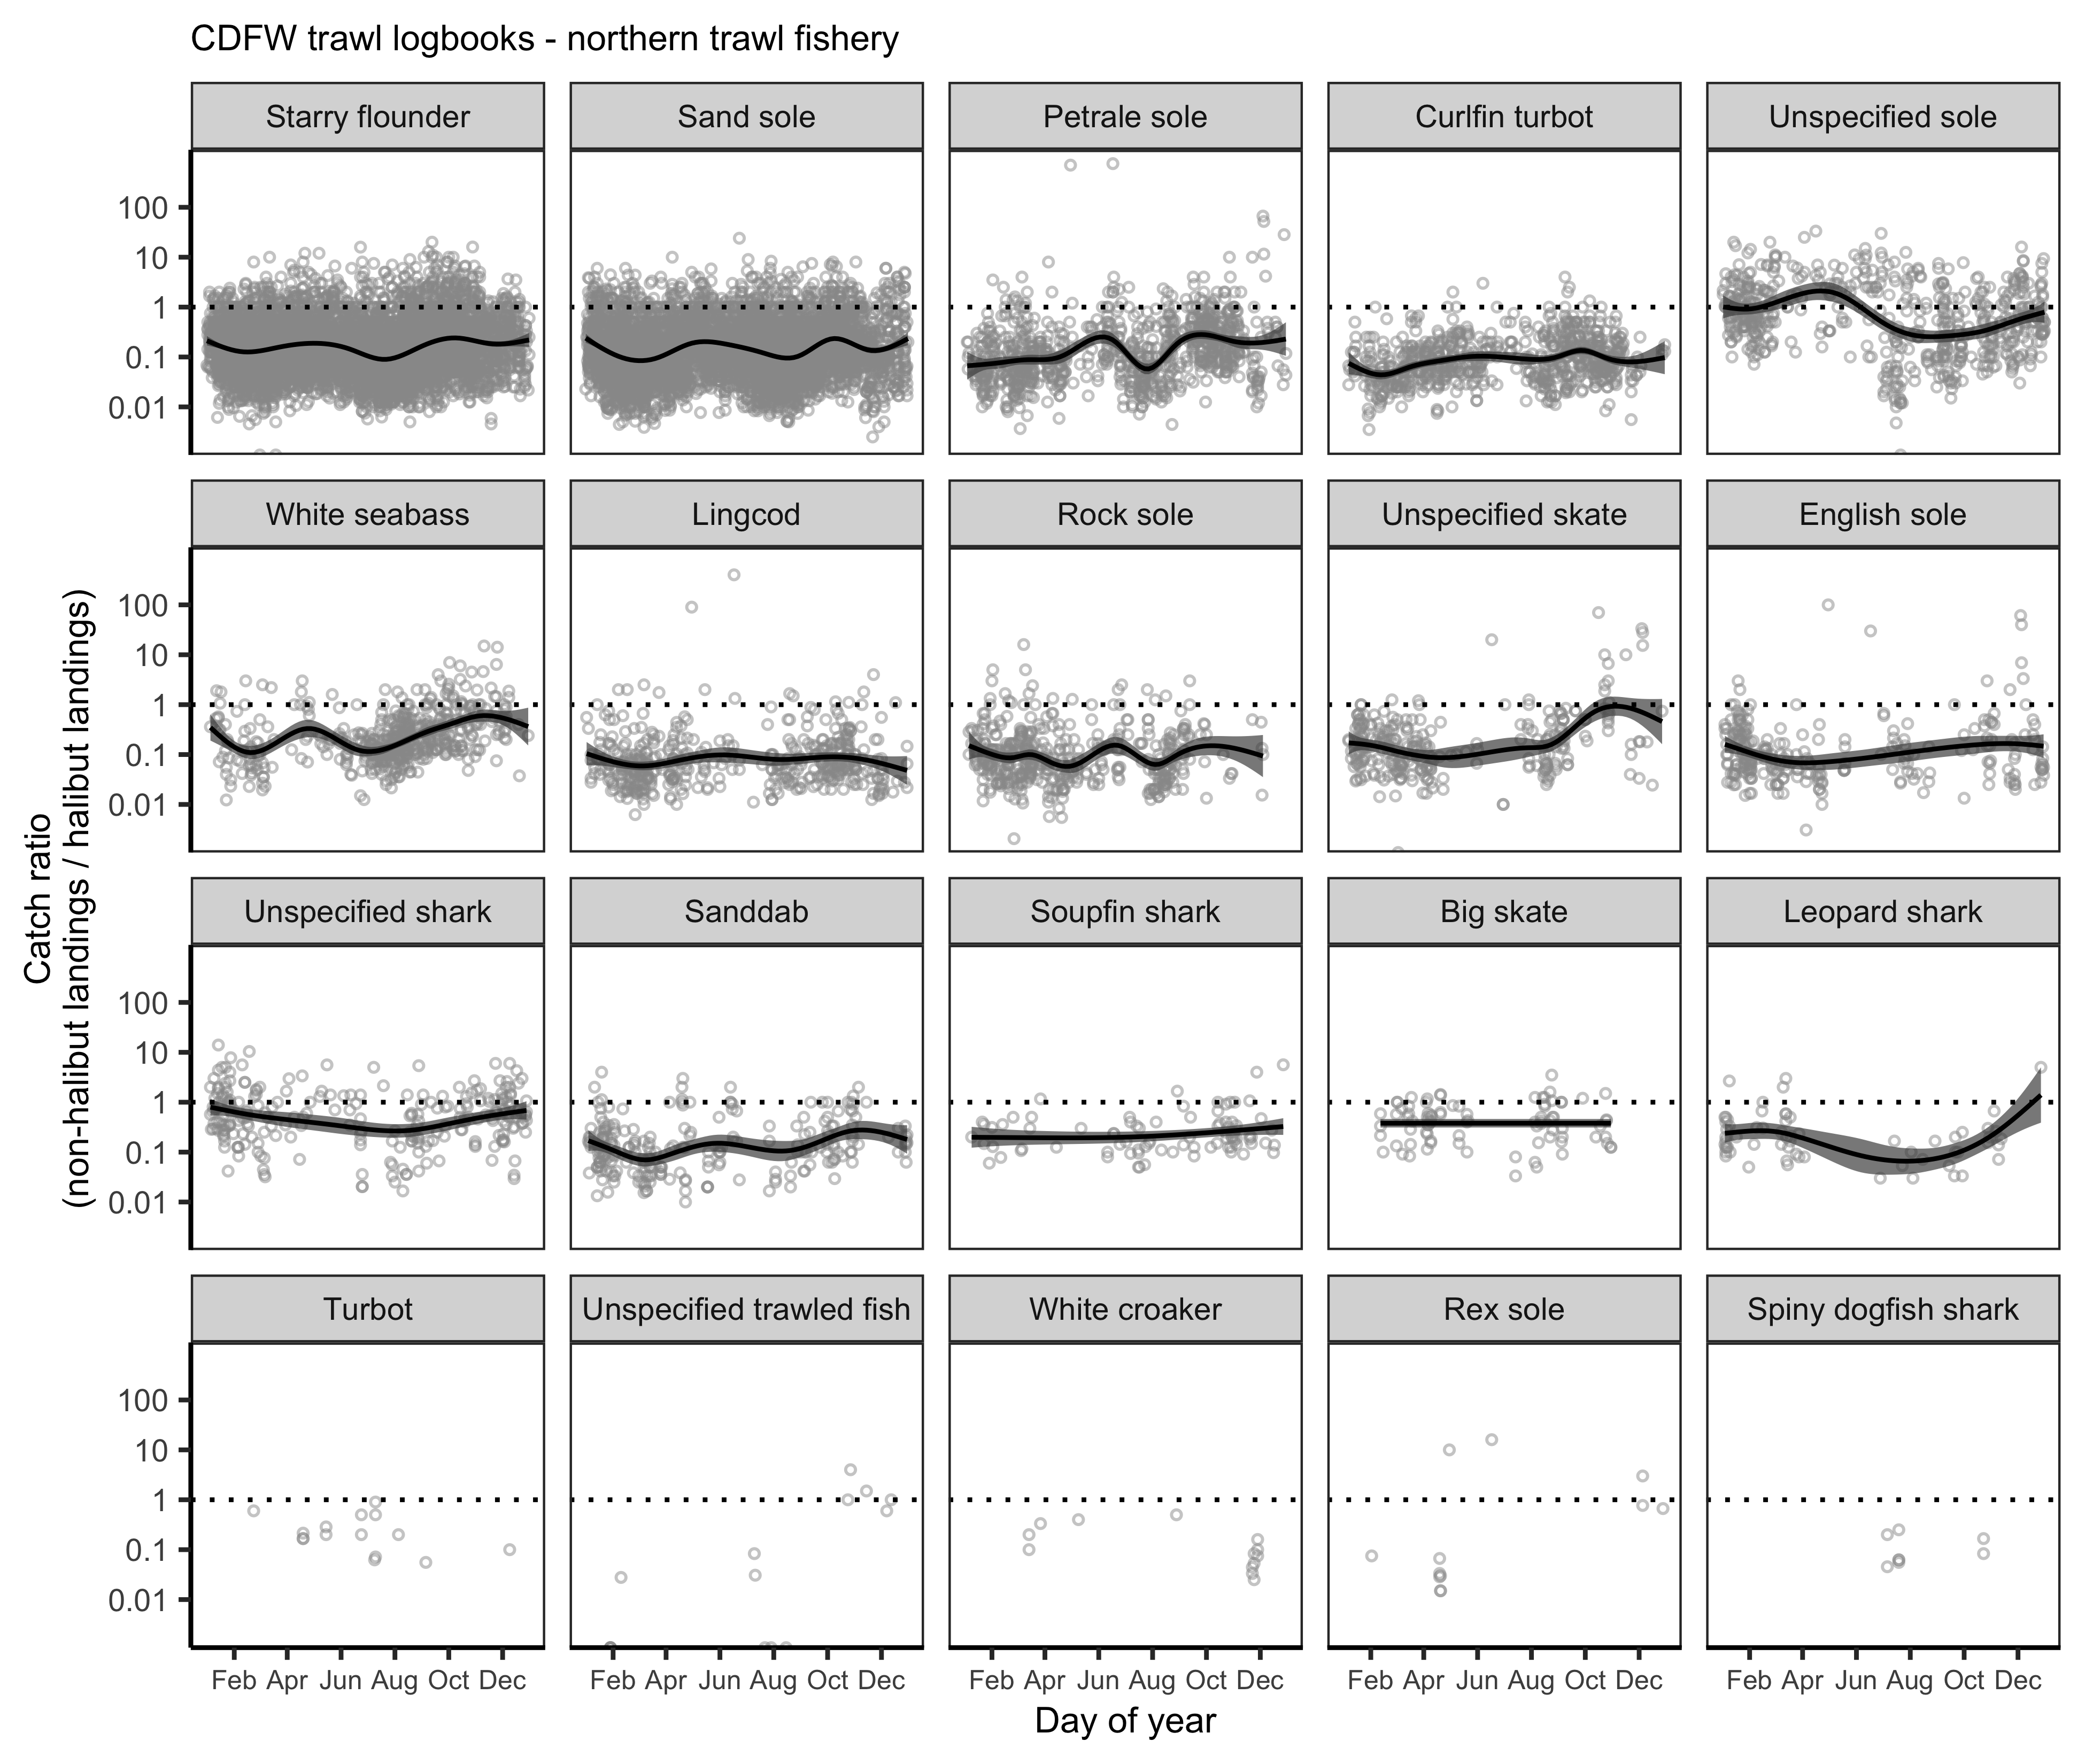 CDFW trawl logbooks - northern trawl fishery
Starry flounder
Sand sole
Petrale sole
Curlfin turbot
Unspecified sole
100
10
1
0.1
0.01
White seabass
Lingcod
Rock sole
Unspecified skate
English sole
100
10
1
0.1
0.01
Unspecified shark
Sanddab
Soupfin shark
Big skate
Leopard shark
100
10
1
0.1
0.01
Turbot
Unspecified trawled fish
White croaker
Rex sole
Spiny dogfish shark
100
10
1
0.1
0.01
Feb Apr Jun Aug Oct Dec
Feb Apr Jun Aug Oct Dec
Feb Apr Jun Aug Oct Dec
Feb Apr Jun Aug Oct Dec
Feb Apr Jun Aug Oct Dec
Day of year
Catch ratio
(non-halibut landings / halibut landings)